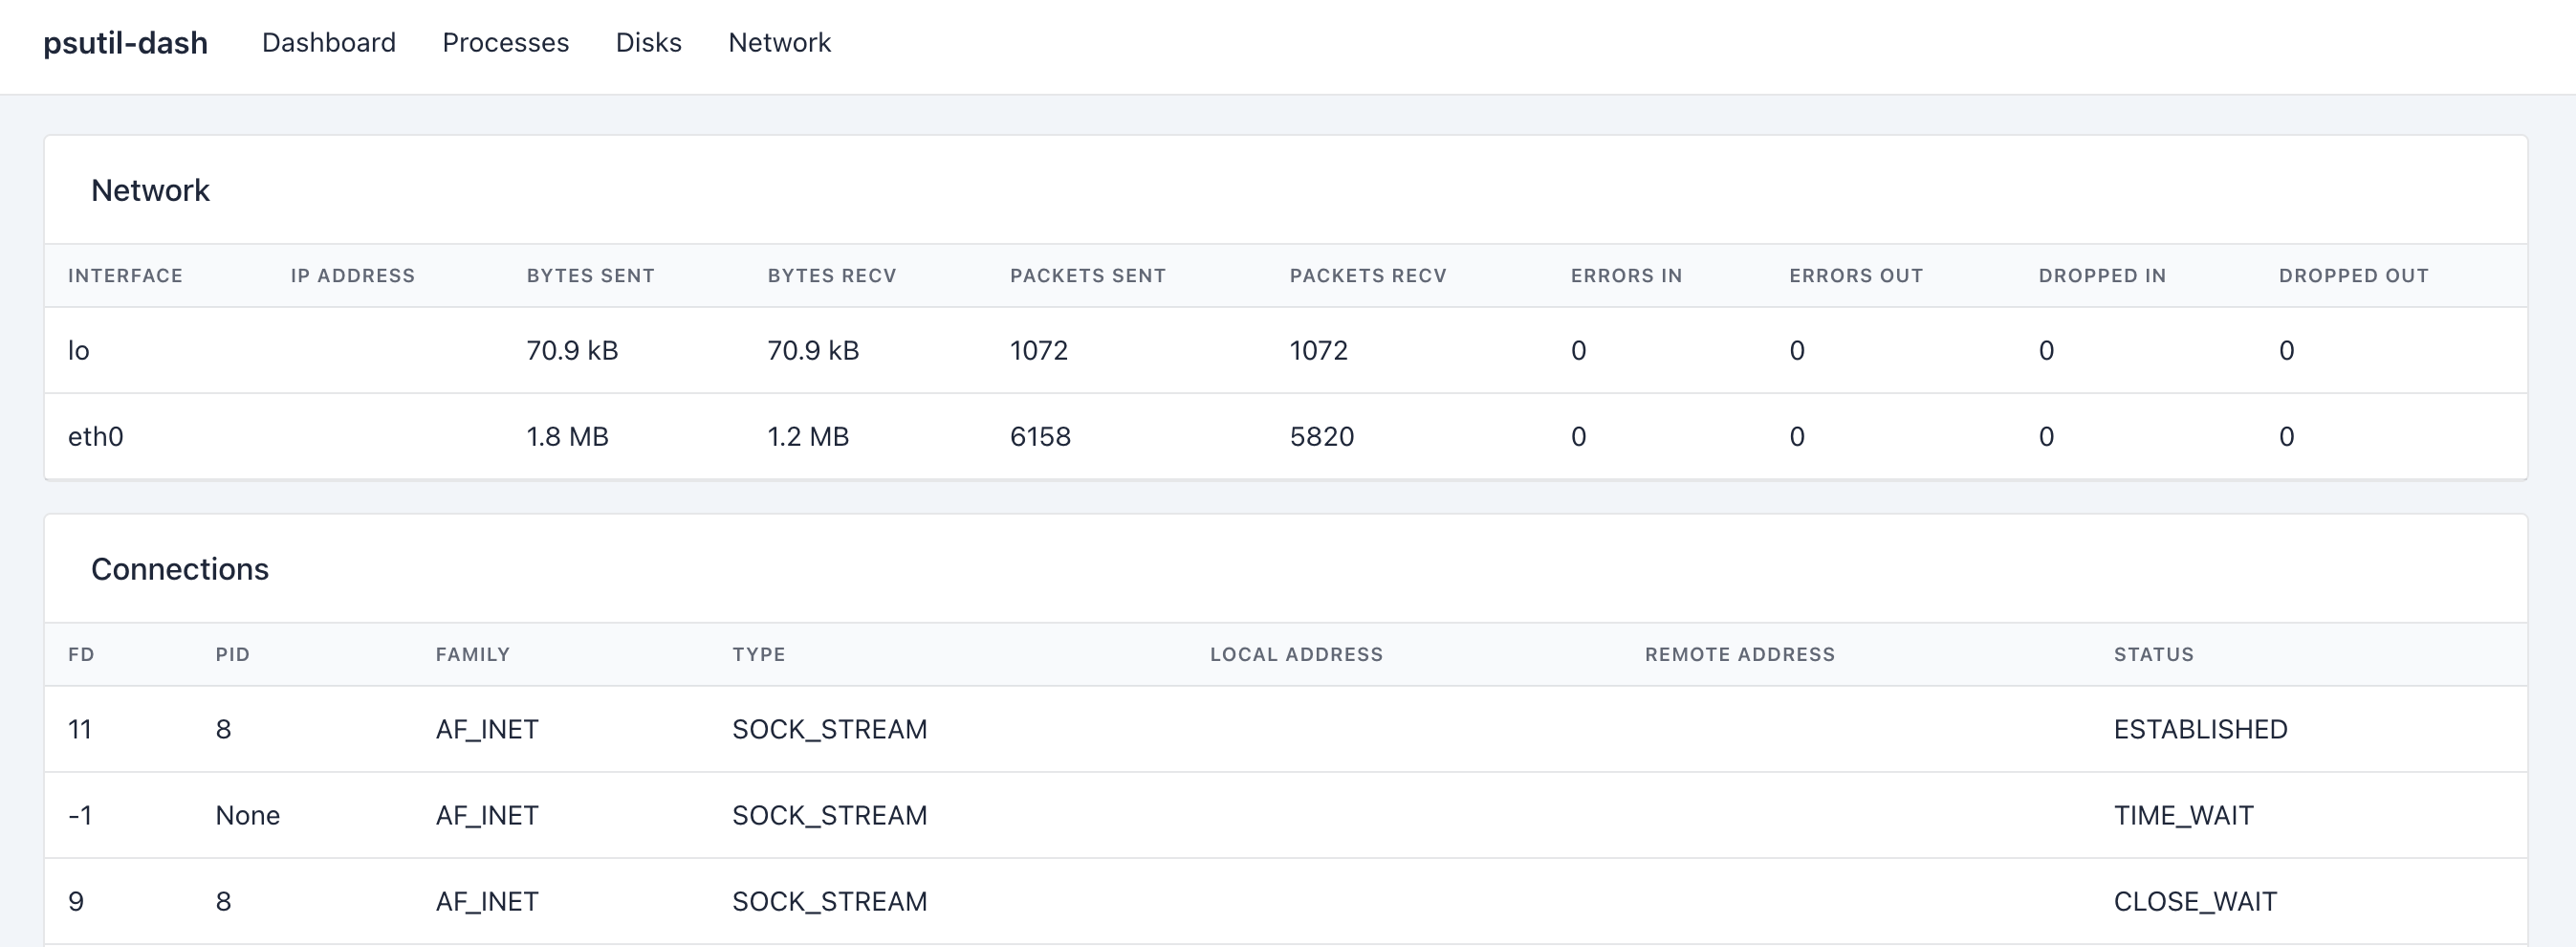 psutil-dash Dashboard Processes Disks Network
Network
INTERFACE IP ADDRESS BYTES SENT BYTES RECV PACKETS SENT PACKETS RECV ERRORS IN ERRORS OUT DROPPED IN DROPPED OUT
lo 70.9 kB 70.9 kB 1072 1072 0 0 0 0
eth0 1.8 MB 1.2 MB 6158 5820 0 0 0 0
Connections
FD PID FAMILY TYPE LOCAL ADDRESS REMOTE ADDRESS STATUS
11 8 AF_INET SOCK_STREAM ESTABLISHED
-1 None AF_INET SOCK_STREAM TIME_WAIT
9 8 AF_INET SOCK_STREAM CLOSE_WAIT